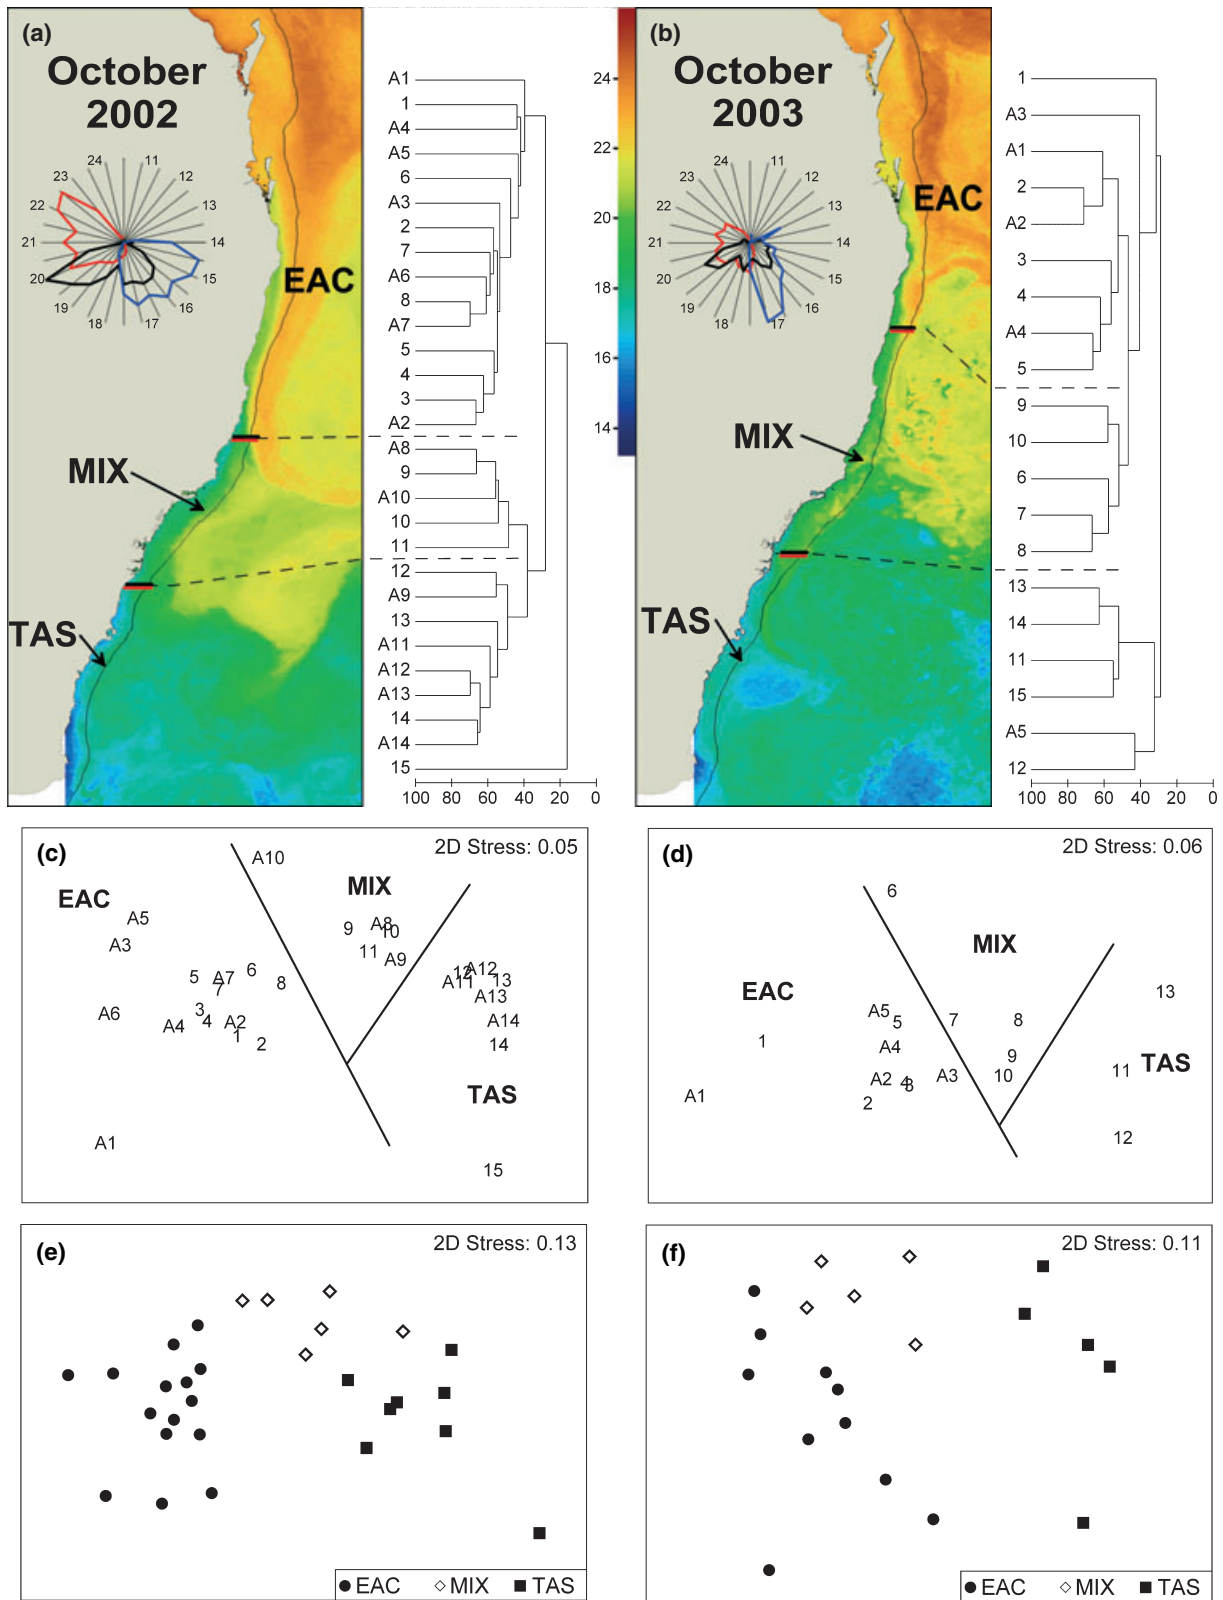 (a)
October
2002
24
11
23
12
22
13
21
14
20
15
19
16
18
17
EAC
MIX
TAS
A1
1
A4
A5
6
A3
2
7
A6
8
A7
5
4
3
A2
A8
9
A10
10
11
12
A9
13
A11
A12
A13
14
A14
15
100 80 60 40 20 0
24
22
20
18
16
14
(b)
October
2003
24
11
23
12
22
13
21
14
20
15
19
16
18
17
EAC
MIX
TAS
1
A3
A1
2
A2
3
4
A4
5
9
10
6
7
8
13
14
11
15
A5
12
100 80 60 40 20 0
(c)
2D Stress: 0.05
A10
MIX
EAC
A5
A3
9
A8
10
11
A9
5
A7
7
6
8
12
A12
A11
13
A13
A6
3
4
A4
A2
1
2
A14
14
TAS
A1
15
(d)
2D Stress: 0.06
6
MIX
EAC
13
A5
5
7
8
1
A4
9
11
TAS
A2
4
3
A3
10
A1
2
12
(e)
2D Stress: 0.13
EAC MIX TAS
(f)
2D Stress: 0.11
EAC MIX TAS